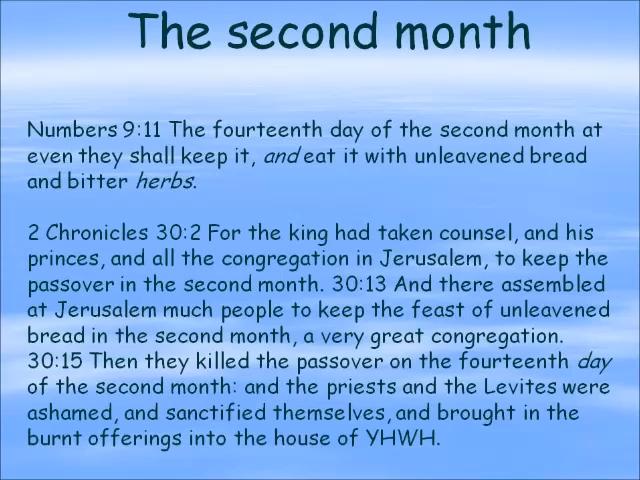 The second month
Numbers 9:11 The fourteenth day of the second month at
even they shall keep it, and eat it with unleavened bread
and bitter herbs.
2 Chronicles 30:2 For the king had taken counsel, and his
princes, and all the congregation in Jerusalem, to keep the
passover in the second month. 30:13 And there assembled
at Jerusalem much people to keep the feast of unleavened
bread in the second month, a very great congregation.
30:15 Then they killed the passover on the fourteenth day
of the second month: and the priests and the Levites were
ashamed, and sanctified themselves, and brought in the
burnt offerings into the house of YHWH.